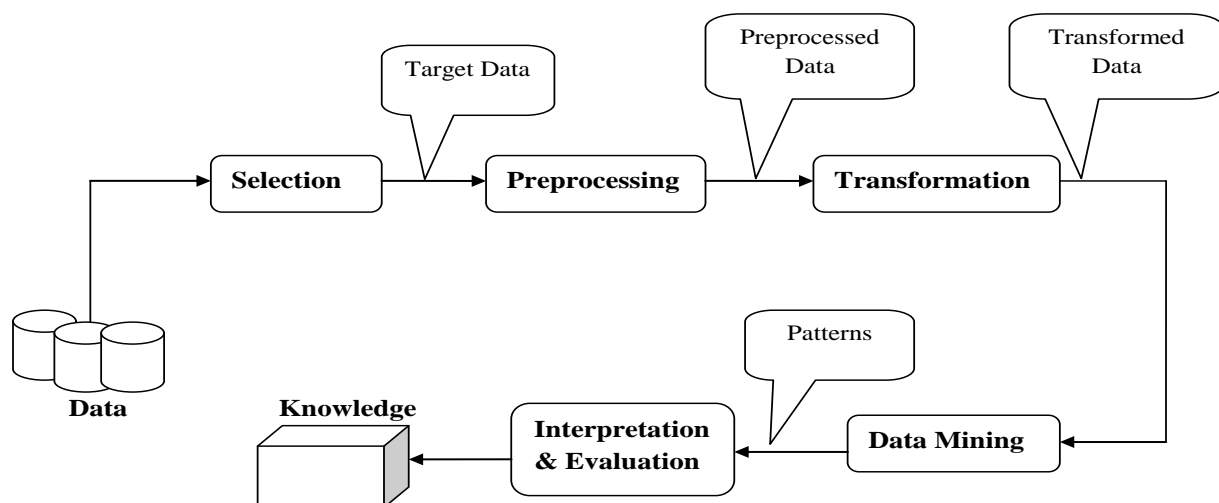 Target Data
Preprocessed
Data
Transformed
Data
Selection
Preprocessing
Transformation
Data
Patterns
Knowledge
Interpretation
& Evaluation
Data Mining